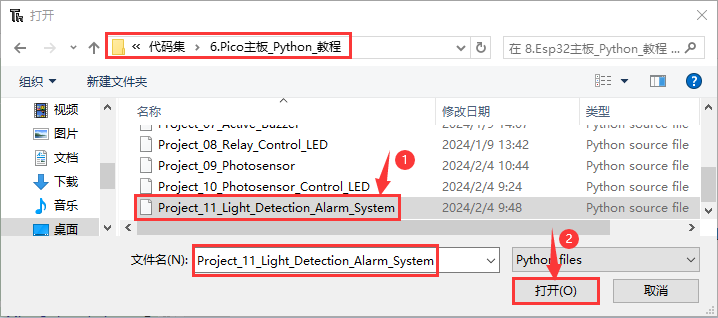 打开
« 代码集 › 6.Pico主板_Python_教程
在 8.Esp32主板_Python_教程 ...
组织 新建文件夹
名称 修改日期 类型
视频
图片
文档
下载
音乐
桌面
Project_07_Active_Buzzer 2024/1/9 14:07 Python source file
Project_08_Relay_Control_LED 2024/1/9 13:42 Python source file
Project_09_Photosensor 2024/2/4 10:44 Python source file
Project_10_Photosensor_Control_LED 2024/2/4 9:24 Python source file
Project_11_Light_Detection_Alarm_System 2024/2/4 9:48 Python source file
1
文件名(N): Project_11_Light_Detection_Alarm_System Python files
2
打开(O) 取消